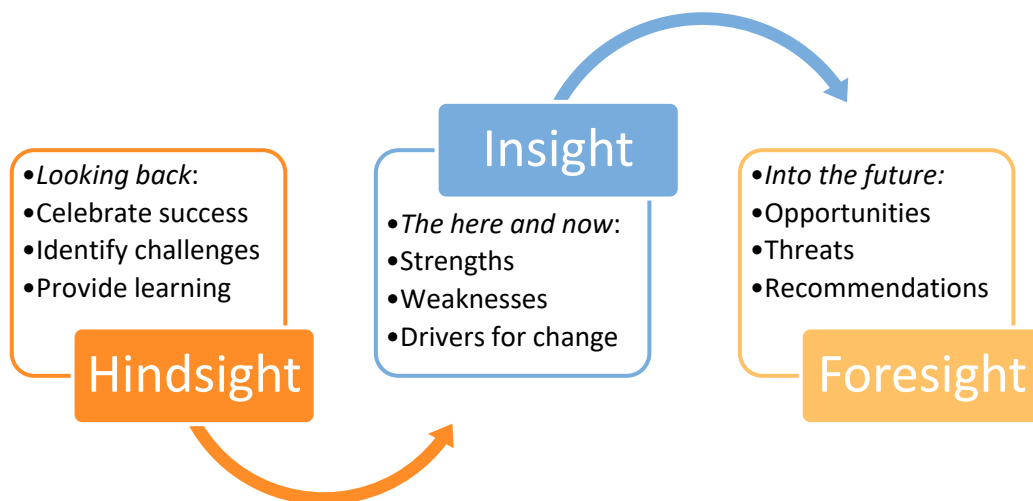 •Looking back:
•Celebrate success
•Identify challenges
•Provide learning
Hindsight
Insight
•The here and now:
•Strengths
•Weaknesses
•Drivers for change
•Into the future:
•Opportunities
•Threats
•Recommendations
Foresight